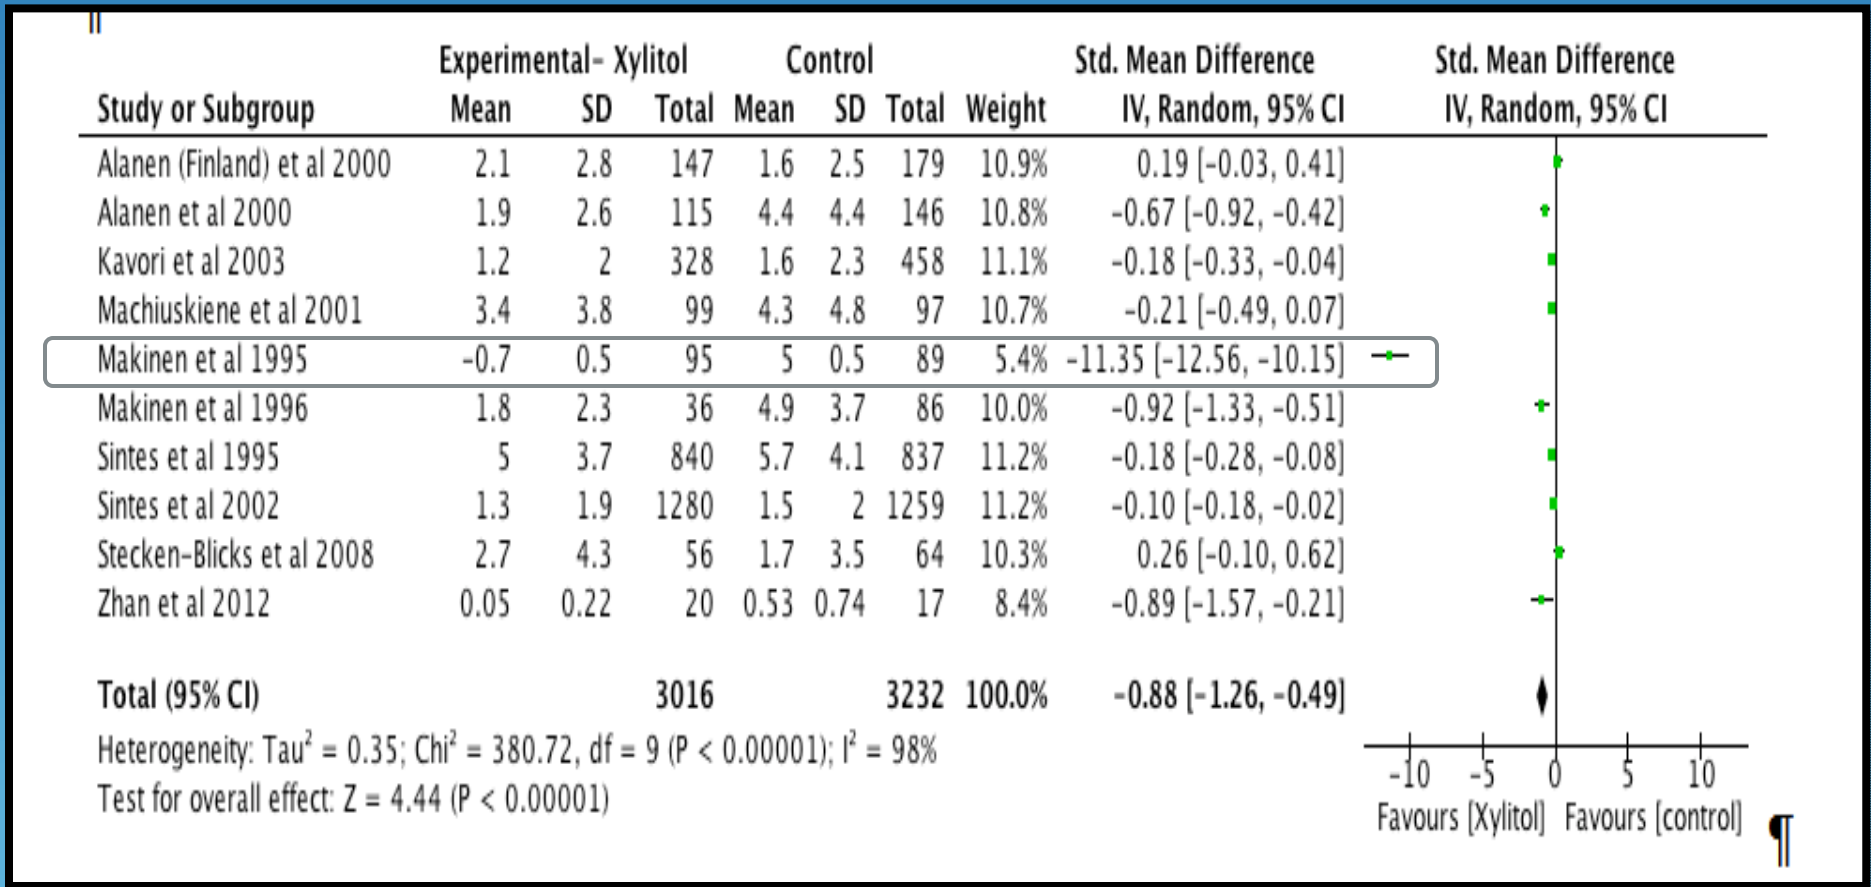 ¶
Experimental- Xylitol Control Std. Mean Difference Std. Mean Difference
Study or Subgroup Mean SD Total Mean SD Total Weight IV, Random, 95% CI IV, Random, 95% CI
Alanen (Finland) et al 2000 2.1 2.8 147 1.6 2.5 179 10.9% 0.19 [-0.03, 0.41]
Alanen et al 2000 1.9 2.6 115 4.4 4.4 146 10.8% -0.67 [-0.92, -0.42]
Kavori et al 2003 1.2 2 328 1.6 2.3 458 11.1% -0.18 [-0.33, -0.04]
Machiuskiene et al 2001 3.4 3.8 99 4.3 4.8 97 10.7% -0.21 [-0.49, 0.07]
Makinen et al 1995 -0.7 0.5 95 5 0.5 89 5.4% -11.35 [-12.56, -10.15]
Makinen et al 1996 1.8 2.3 36 4.9 3.7 86 10.0% -0.92 [-1.33, -0.51]
Sintes et al 1995 5 3.7 840 5.7 4.1 837 11.2% -0.18 [-0.28, -0.08]
Sintes et al 2002 1.3 1.9 1280 1.5 2 1259 11.2% -0.10 [-0.18, -0.02]
Stecken-Blicks et al 2008 2.7 4.3 56 1.7 3.5 64 10.3% 0.26 [-0.10, 0.62]
Zhan et al 2012 0.05 0.22 20 0.53 0.74 17 8.4% -0.89 [-1.57, -0.21]
Total (95% CI) 3016 3232 100.0% -0.88 [-1.26, -0.49]
Heterogeneity: Tau² = 0.35; Chi² = 380.72, df = 9 (P < 0.00001); I² = 98%
Test for overall effect: Z = 4.44 (P < 0.00001)
-10 -5 0 5 10
Favours [Xylitol] Favours [control]
¶